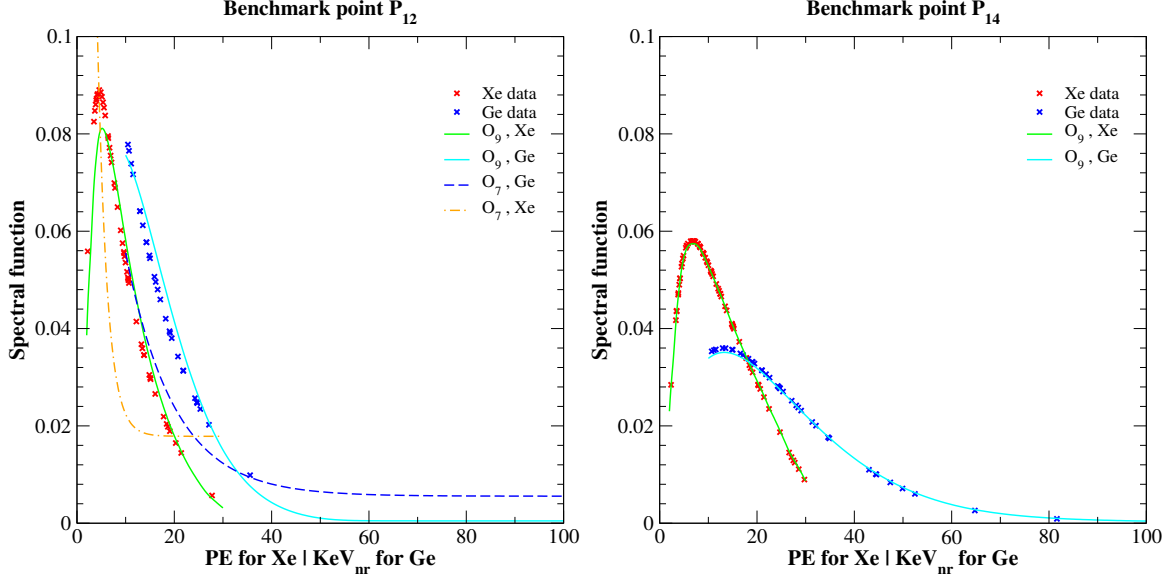 Benchmark point P12
Spectral function
0.1
0.08
0.06
0.04
0.02
0
0 20 40 60 80 100
PE for Xe | KeVnr for Ge
Xe data
Ge data
O9 , Xe
O9 , Ge
O7 , Ge
O7 , Xe
Benchmark point P14
Spectral function
0.1
0.08
0.06
0.04
0.02
0
0 20 40 60 80 100
PE for Xe | KeVnr for Ge
Xe data
Ge data
O9 , Xe
O9 , Ge